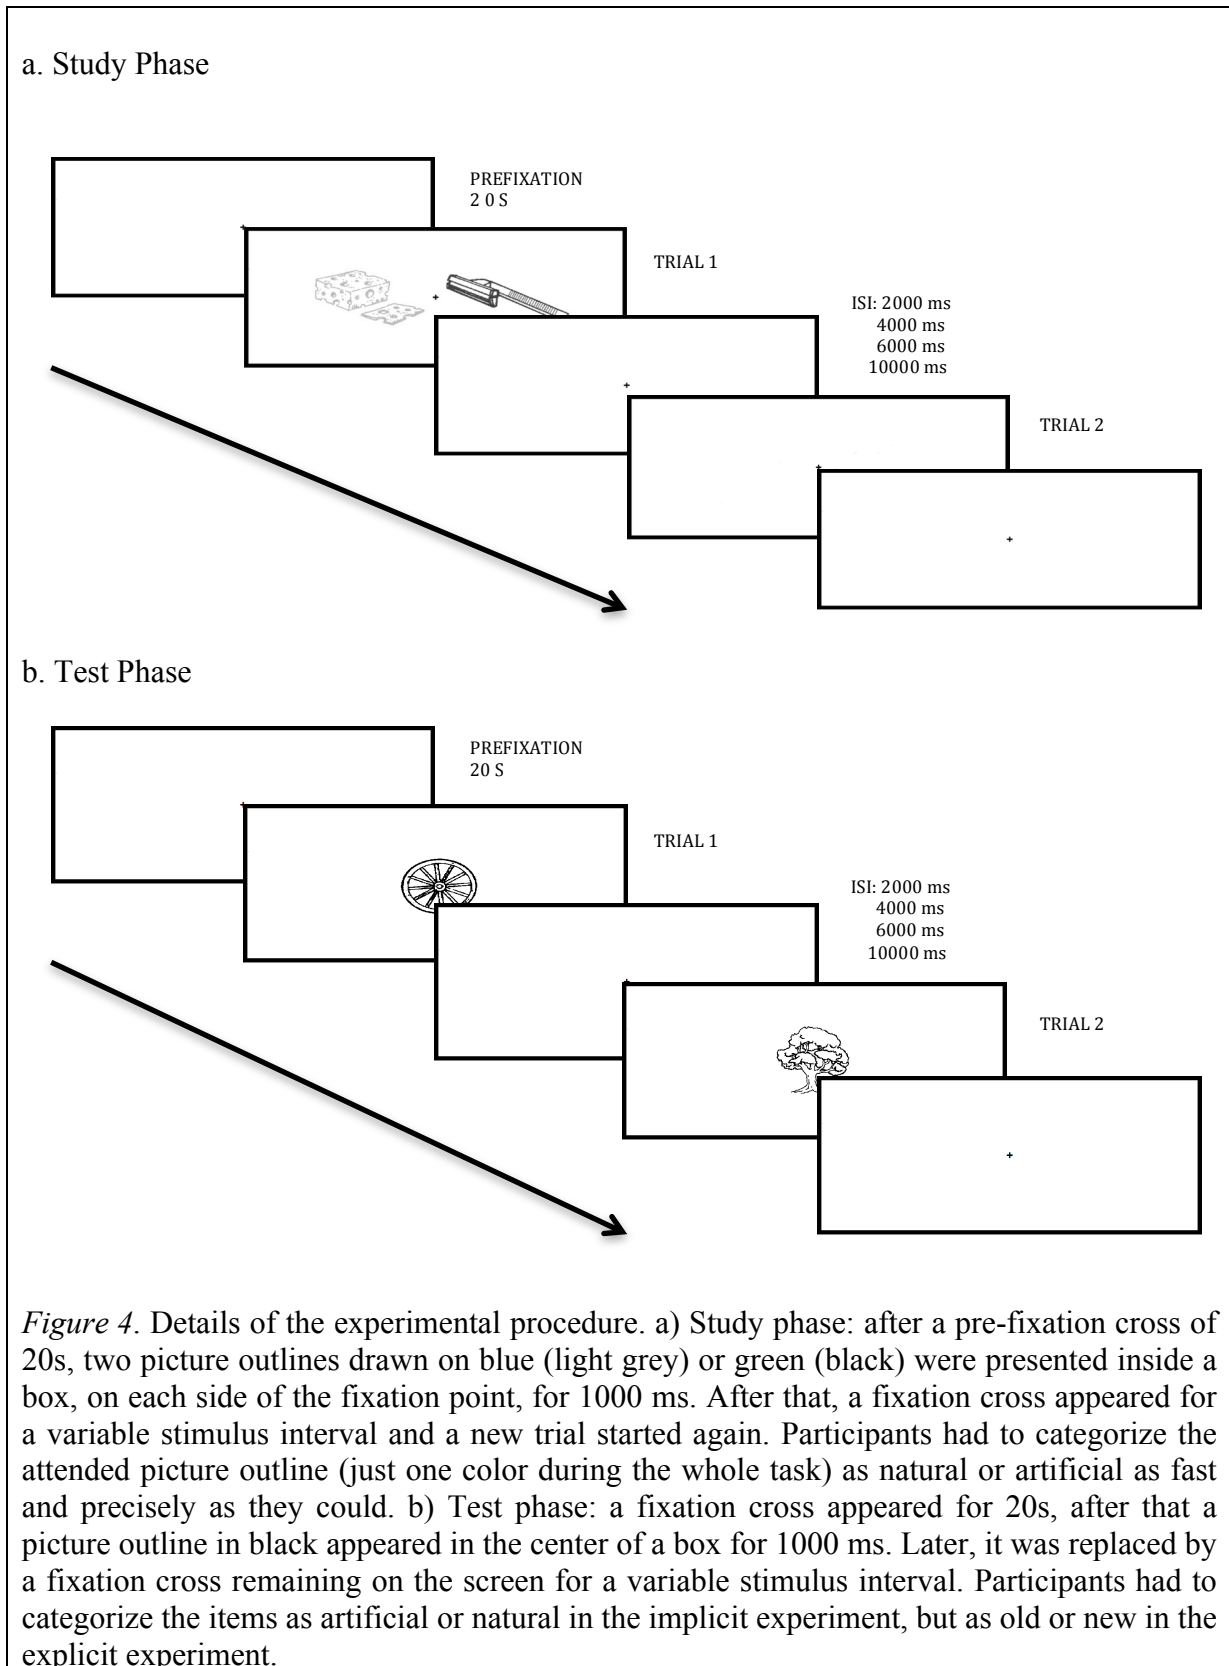 a. Study Phase
PREFIXATION
2 0 S
TRIAL 1
ISI: 2000 ms
4000 ms
6000 ms
10000 ms
TRIAL 2
b. Test Phase
PREFIXATION
20 S
TRIAL 1
ISI: 2000 ms
4000 ms
6000 ms
10000 ms
TRIAL 2
Figure 4. Details of the experimental procedure. a) Study phase: after a pre-fixation cross of
20s, two picture outlines drawn on blue (light grey) or green (black) were presented inside a
box, on each side of the fixation point, for 1000 ms. After that, a fixation cross appeared for
a variable stimulus interval and a new trial started again. Participants had to categorize the
attended picture outline (just one color during the whole task) as natural or artificial as fast
and precisely as they could. b) Test phase: a fixation cross appeared for 20s, after that a
picture outline in black appeared in the center of a box for 1000 ms. Later, it was replaced by
a fixation cross remaining on the screen for a variable stimulus interval. Participants had to
categorize the items as artificial or natural in the implicit experiment, but as old or new in the
explicit experiment.